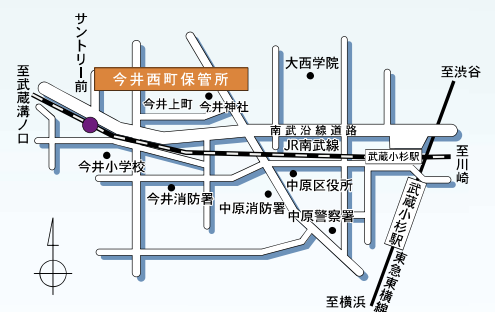 サントリー前
至武蔵溝ノ口
今井西町保管所
今井上町
今井神社
大西学院
至渋谷
南武沿線道路
JR南武線
武蔵小杉駅
至川崎
今井小学校
今井消防署
中原区役所
中原消防署
中原警察署
武蔵小杉駅
東急東横線
至横浜